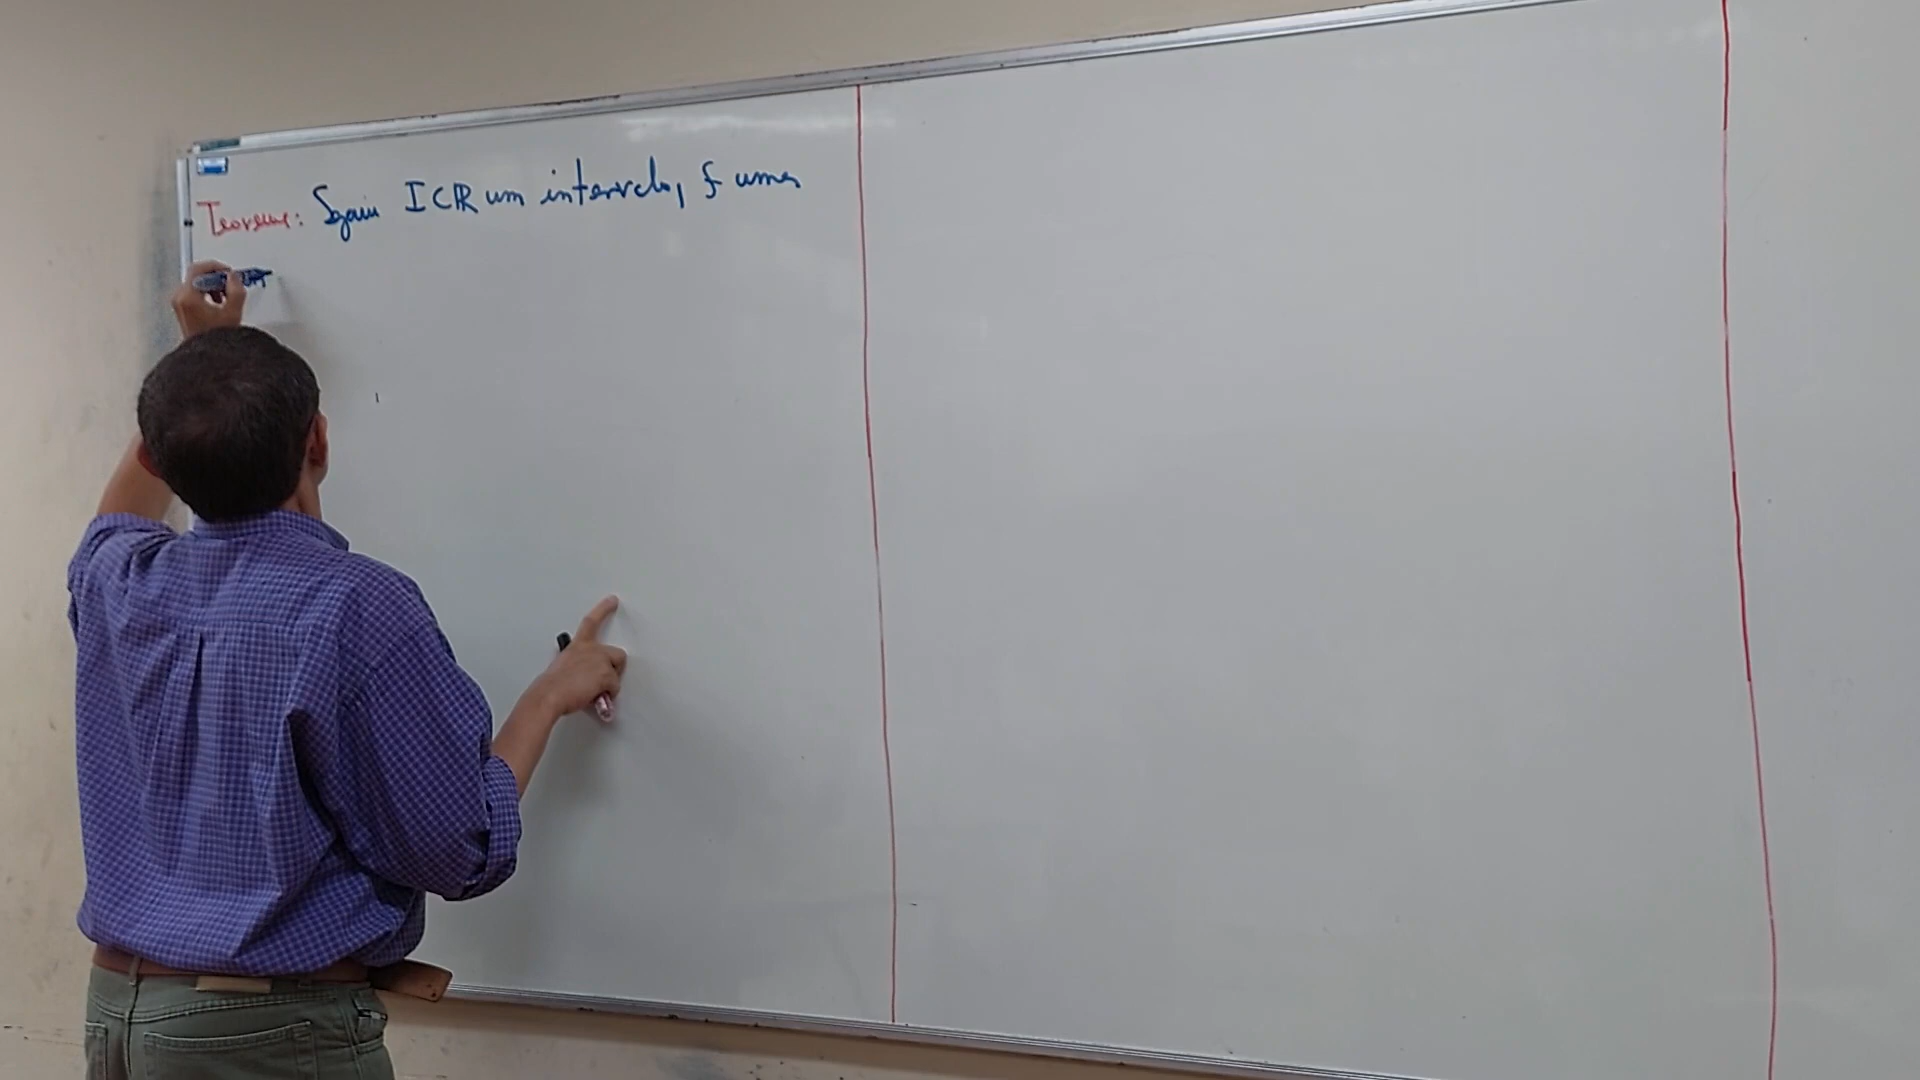 Teorema: Sejam I⊂ℝ um intervalo, f uma